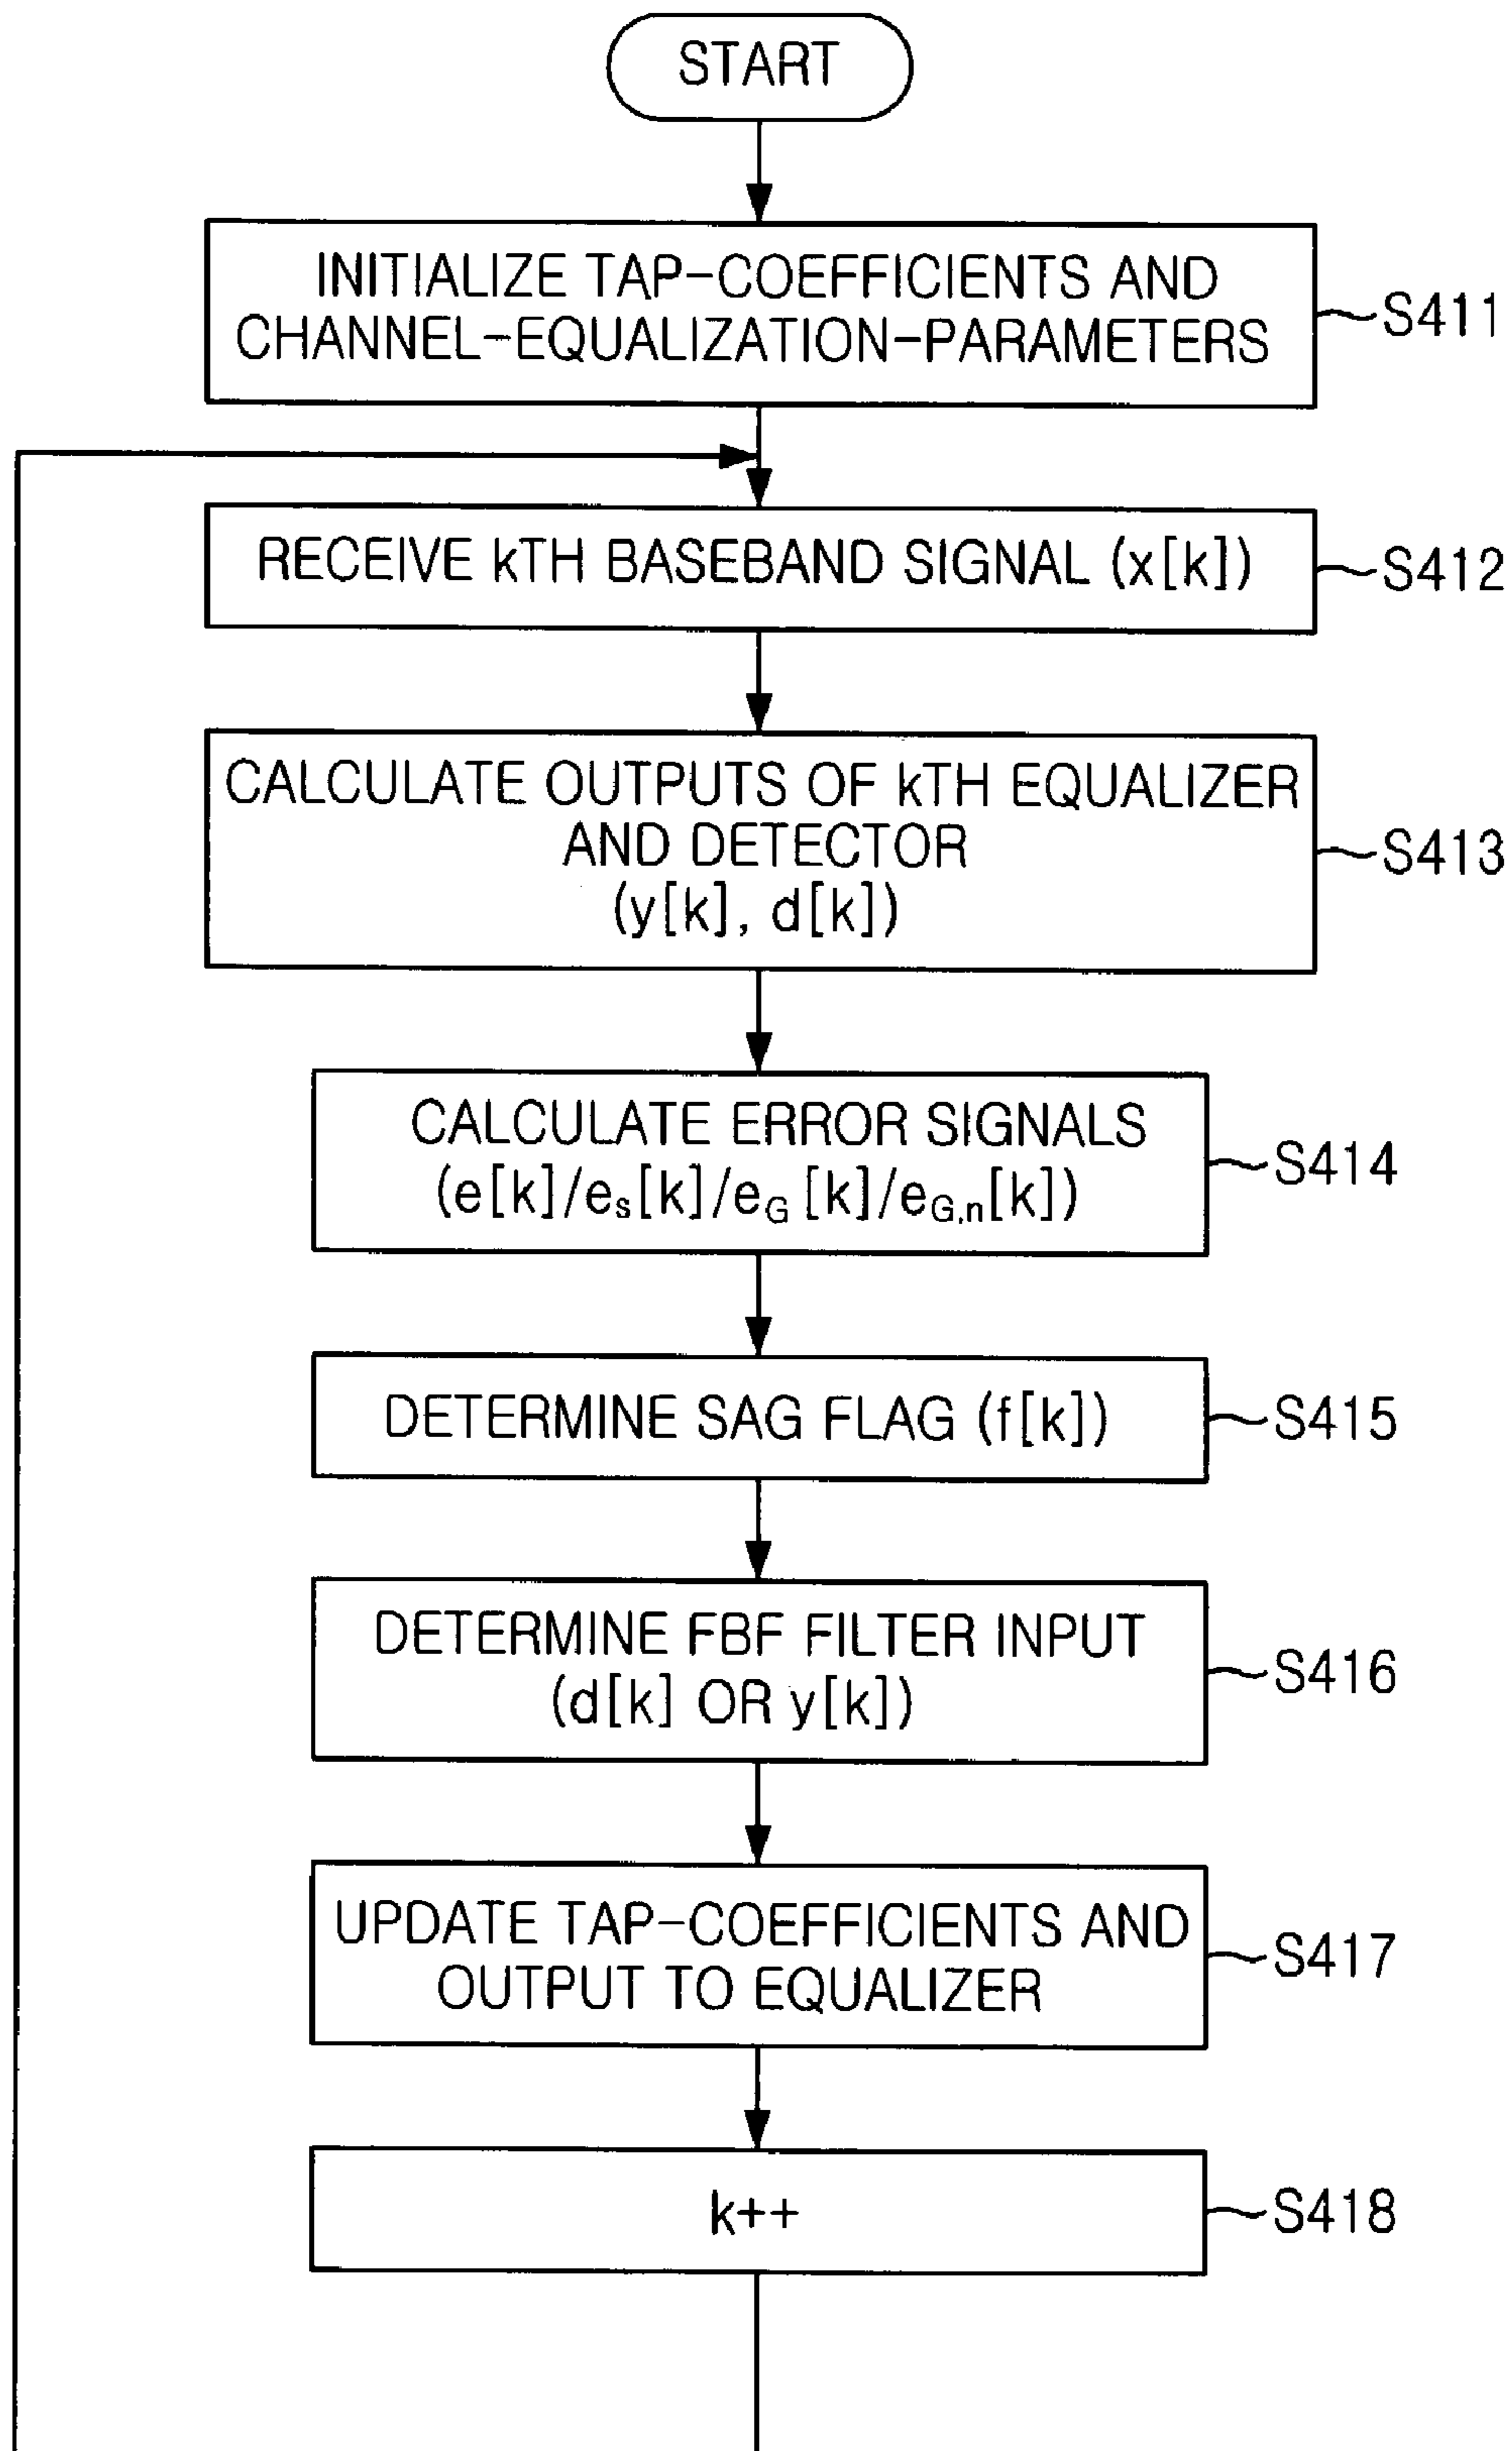 START
INITIALIZE TAP-COEFFICIENTS AND
CHANNEL-EQUALIZATION-PARAMETERS
S411
RECEIVE kTH BASEBAND SIGNAL (x[k])
S412
CALCULATE OUTPUTS OF kTH EQUALIZER
AND DETECTOR
(y[k], d[k])
S413
CALCULATE ERROR SIGNALS
(e[k]/eₛ[k]/e_G [k]/e_G,n[k])
S414
DETERMINE SAG FLAG (f[k])
S415
DETERMINE FBF FILTER INPUT
(d[k] OR y[k])
S416
UPDATE TAP-COEFFICIENTS AND
OUTPUT TO EQUALIZER
S417
k++
S418